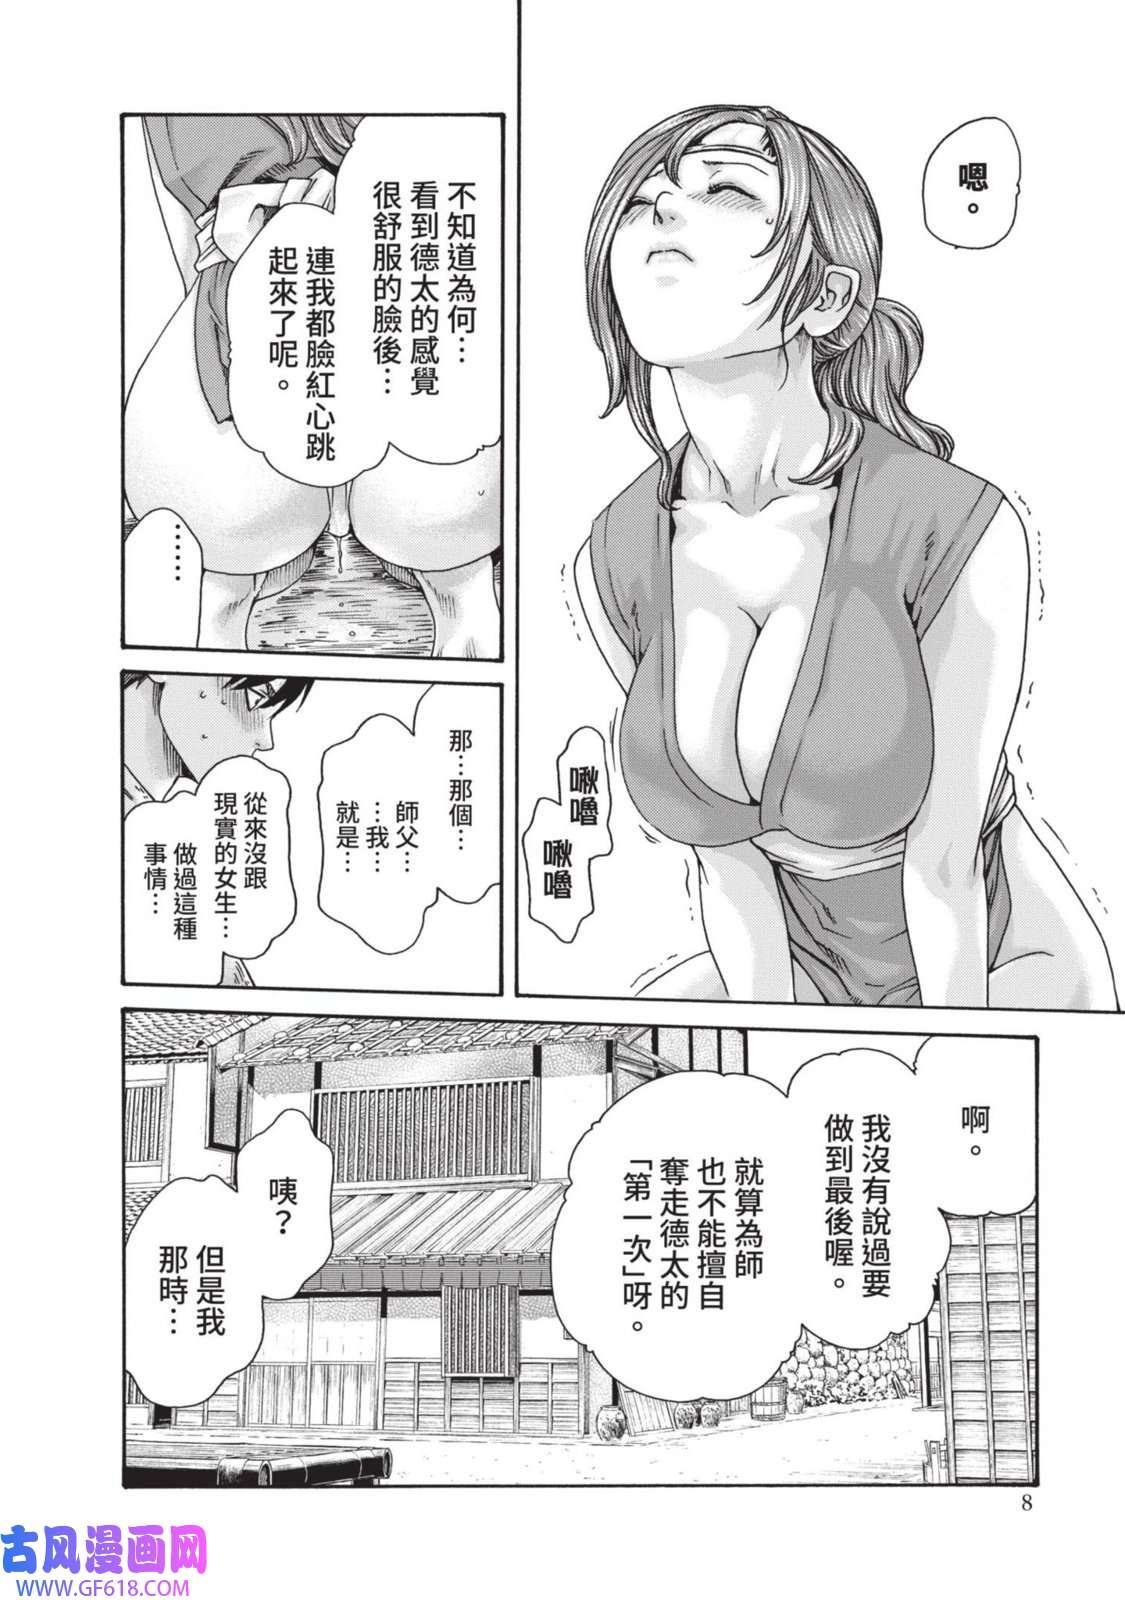 嗯。
啾嚕
啾嚕
不知道為何…
看到德太的感覺
很舒服的臉後…
連我都臉紅心跳
起來了呢。
……
那…那個…
師父…
…我…
就是…
從來沒跟
現實的女生…
做過這種
事情…
啊。
我沒有說過要
做到最後喔。
就算為師
也不能擅自
奪走德太的
「第一次」呀。
咦？
但是我
那時…
8
古风漫画网
WWW.GF618.COM